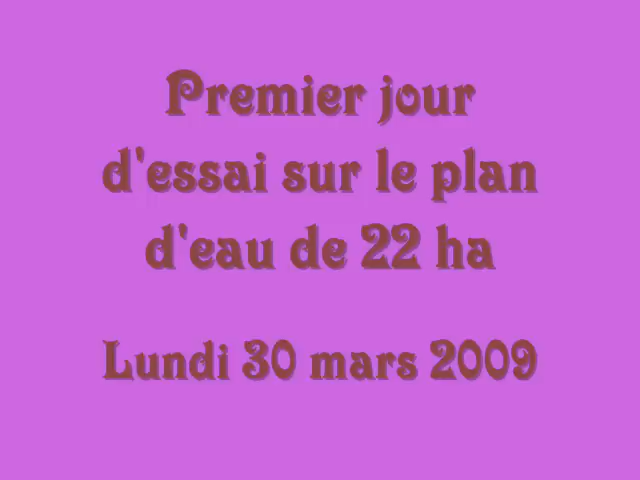 Premier jour
d'essai sur le plan
d'eau de 22 ha
Lundi 30 mars 2009